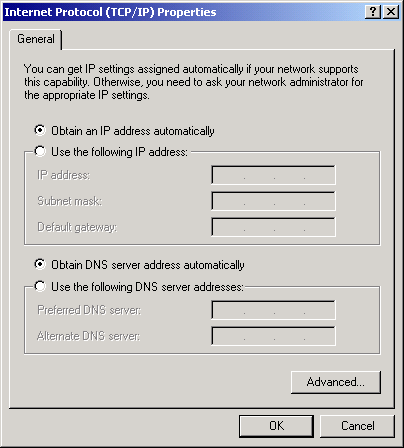 Internet Protocol (TCP/IP) Properties
General
You can get IP settings assigned automatically if your network supports
this capability. Otherwise, you need to ask your network administrator for
the appropriate IP settings.
Obtain an IP address automatically
Use the following IP address:
IP address:
Subnet mask:
Default gateway:
Obtain DNS server address automatically
Use the following DNS server addresses:
Preferred DNS server:
Alternate DNS server:
Advanced...
OK
Cancel